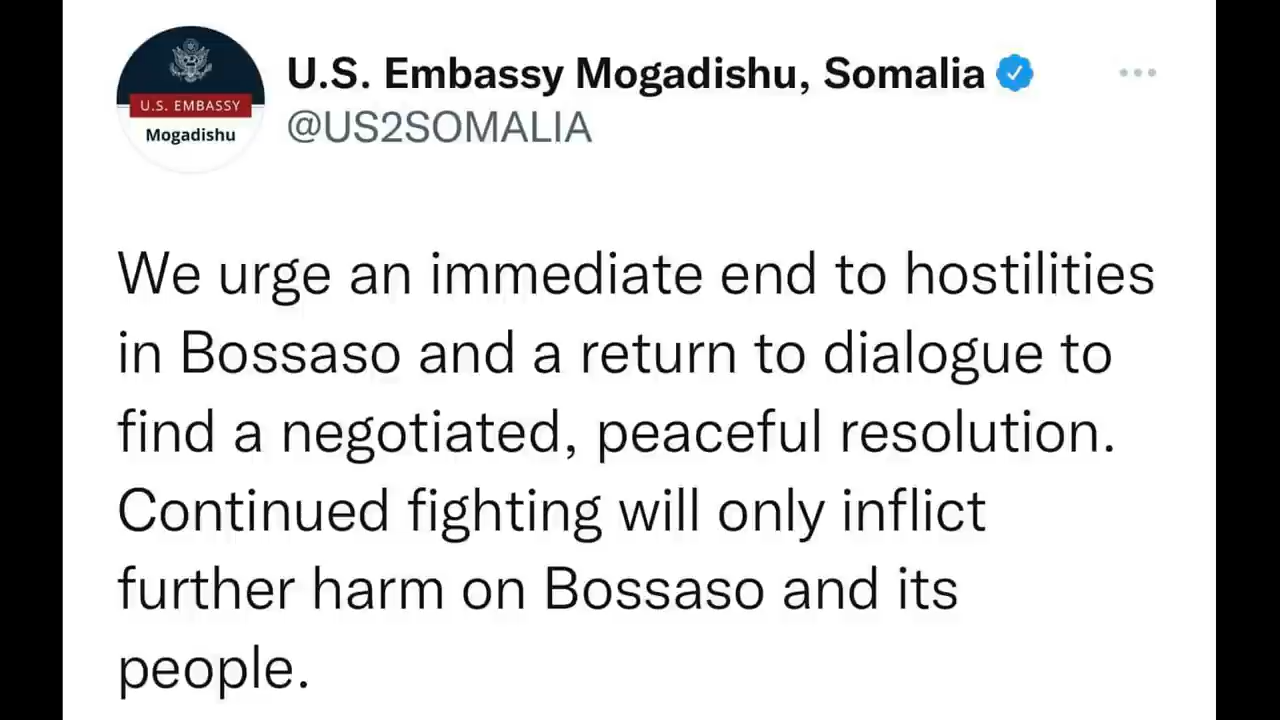 U.S. EMBASSY
Mogadishu
U.S. Embassy Mogadishu, Somalia
@US2SOMALIA
We urge an immediate end to hostilities
in Bossaso and a return to dialogue to
find a negotiated, peaceful resolution.
Continued fighting will only inflict
further harm on Bossaso and its
people.